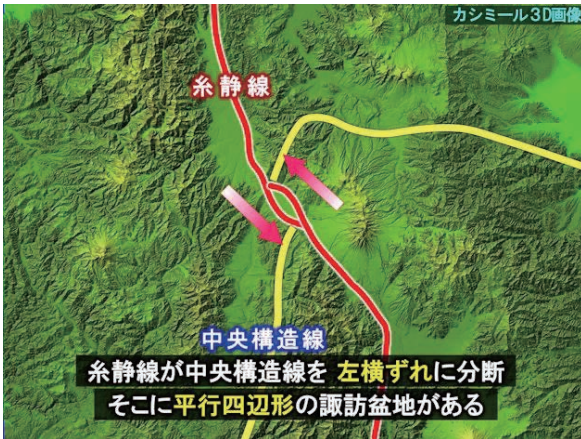 カシミール3D画像
糸静線
中央構造線
糸静線が中央構造線を 左横ずれに分断
そこに平行四辺形の諏訪盆地がある